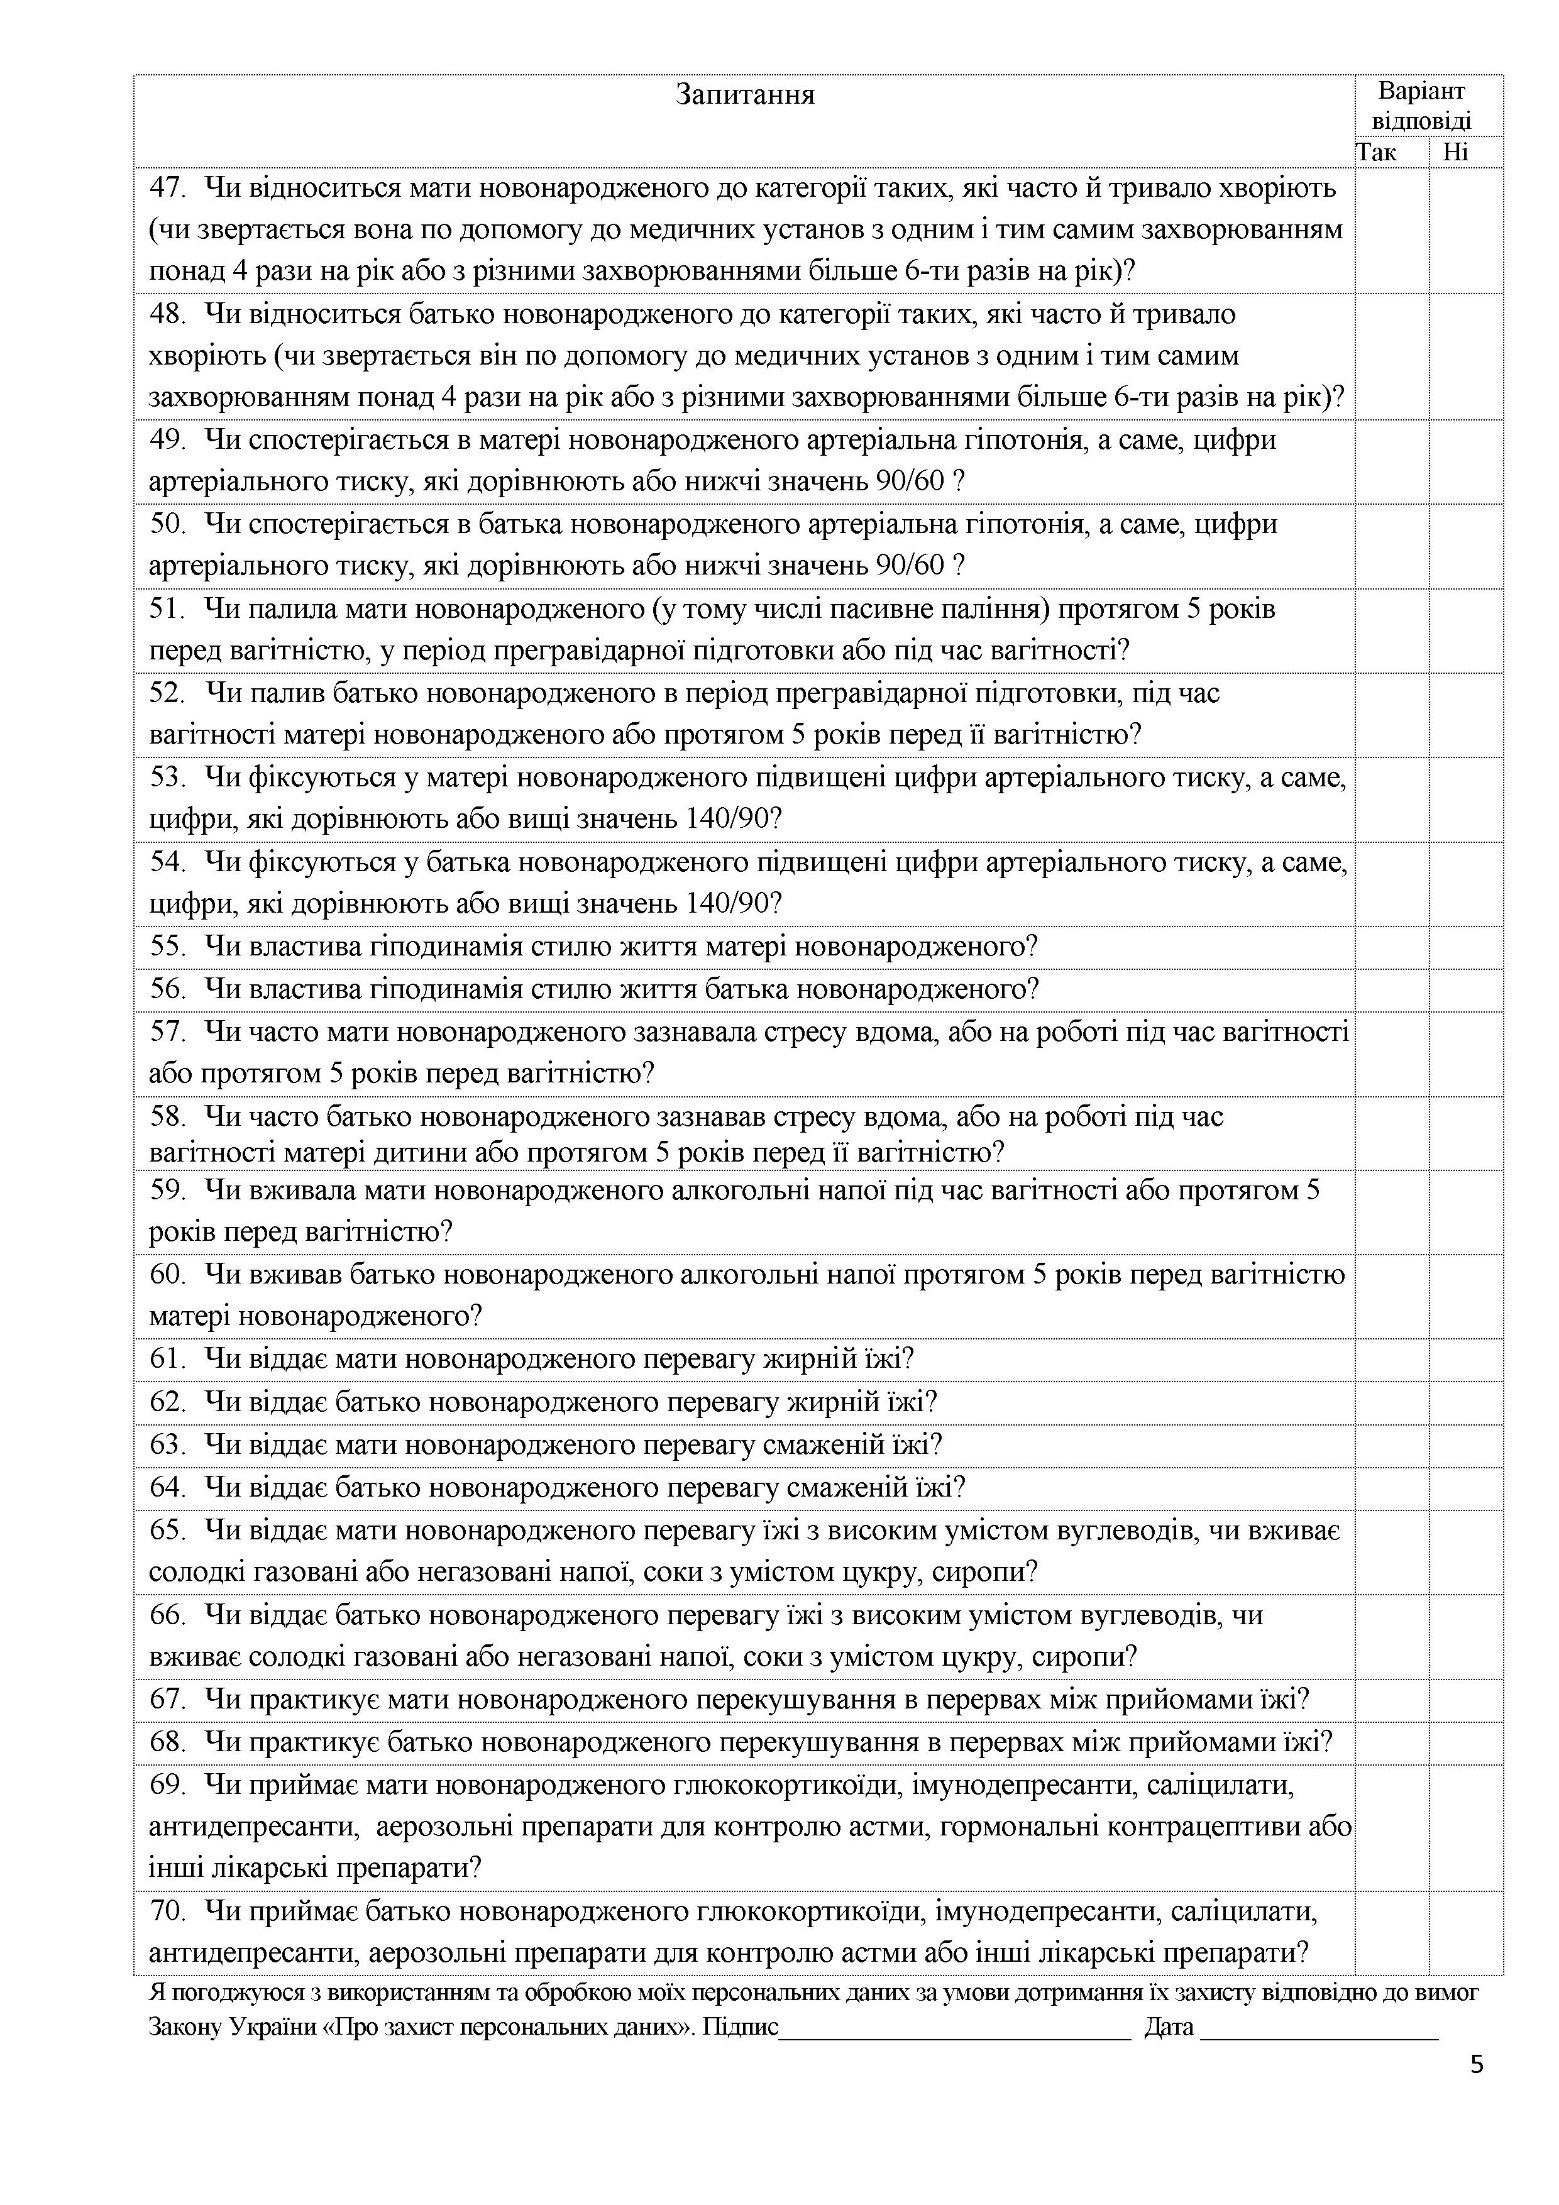 Запитання
Варіант
відповіді
Так Ні
47. Чи відноситься мати новонародженого до категорії таких, які часто й тривало хворіють
(чи звертається вона по допомогу до медичних установ з одним і тим самим захворюванням
понад 4 рази на рік або з різними захворюваннями більше 6-ти разів на рік)?
48. Чи відноситься батько новонародженого до категорії таких, які часто й тривало
хворіють (чи звертається він по допомогу до медичних установ з одним і тим самим
захворюванням понад 4 рази на рік або з різними захворюваннями більше 6-ти разів на рік)?
49. Чи спостерігається в матері новонародженого артеріальна гіпотонія, а саме, цифри
артеріального тиску, які дорівнюють або нижчі значень 90/60 ?
50. Чи спостерігається в батька новонародженого артеріальна гіпотонія, а саме, цифри
артеріального тиску, які дорівнюють або нижчі значень 90/60 ?
51. Чи палила мати новонародженого (у тому числі пасивне паління) протягом 5 років
перед вагітністю, у період прегравідарної підготовки або під час вагітності?
52. Чи палив батько новонародженого в період прегравідарної підготовки, під час
вагітності матері новонародженого або протягом 5 років перед її вагітністю?
53. Чи фіксуються у матері новонародженого підвищені цифри артеріального тиску, а саме,
цифри, які дорівнюють або вищі значень 140/90?
54. Чи фіксуються у батька новонародженого підвищені цифри артеріального тиску, а саме,
цифри, які дорівнюють або вищі значень 140/90?
55. Чи властива гіподинамія стилю життя матері новонародженого?
56. Чи властива гіподинамія стилю життя батька новонародженого?
57. Чи часто мати новонародженого зазнавала стресу вдома, або на роботі під час вагітності
або протягом 5 років перед вагітністю?
58. Чи часто батько новонародженого зазнавав стресу вдома, або на роботі під час
вагітності матері дитини або протягом 5 років перед її вагітністю?
59. Чи вживала мати новонародженого алкогольні напої під час вагітності або протягом 5
років перед вагітністю?
60. Чи вживав батько новонародженого алкогольні напої протягом 5 років перед вагітністю
матері новонародженого?
61. Чи віддає мати новонародженого перевагу жирній їжі?
62. Чи віддає батько новонародженого перевагу жирній їжі?
63. Чи віддає мати новонародженого перевагу смаженій їжі?
64. Чи віддає батько новонародженого перевагу смаженій їжі?
65. Чи віддає мати новонародженого перевагу їжі з високим умістом вуглеводів, чи вживає
солодкі газовані або негазовані напої, соки з умістом цукру, сиропи?
66. Чи віддає батько новонародженого перевагу їжі з високим умістом вуглеводів, чи
вживає солодкі газовані або негазовані напої, соки з умістом цукру, сиропи?
67. Чи практикує мати новонародженого перекушування в перервах між прийомами їжі?
68. Чи практикує батько новонародженого перекушування в перервах між прийомами їжі?
69. Чи приймає мати новонародженого глюкокортикоїди, імунодепресанти, саліцилати,
антидепресанти, аерозольні препарати для контролю астми, гормональні контрацептиви або
інші лікарські препарати?
70. Чи приймає батько новонародженого глюкокортикоїди, імунодепресанти, саліцилати,
антидепресанти, аерозольні препарати для контролю астми або інші лікарські препарати?
Я погоджуюся з використанням та обробкою моїх персональних даних за умови дотримання їх захисту відповідно до вимог
Закону України «Про захист персональних даних». Підпис__________________________ Дата __________________
5